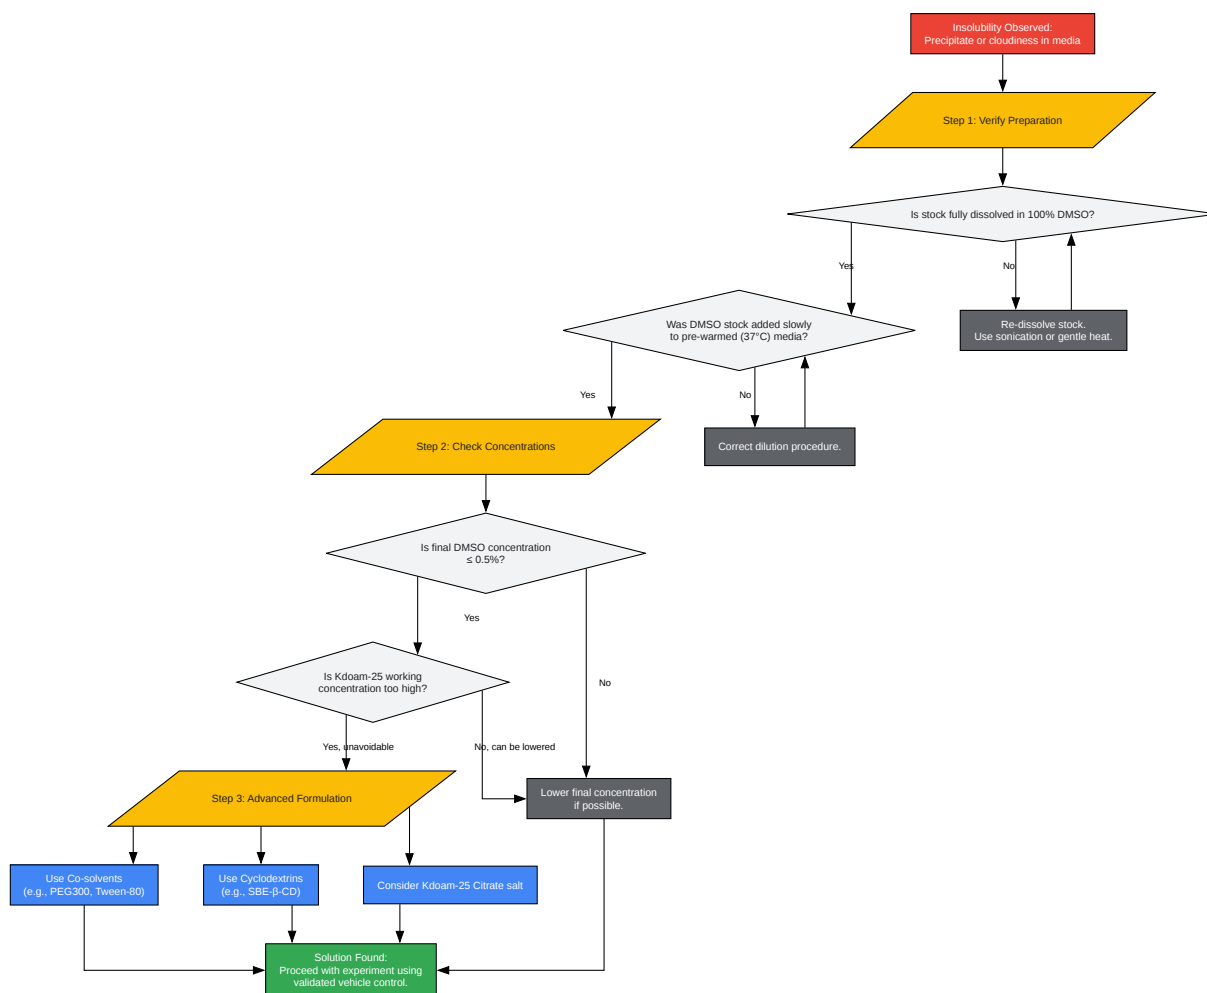 Insolubility Observed:
Precipitate or cloudiness in media
Step 1: Verify Preparation
Is stock fully dissolved in 100% DMSO?
Yes
No
Re-dissolve stock.
Use sonication or gentle heat.
Was DMSO stock added slowly
to pre-warmed (37°C) media?
Yes
No
Correct dilution procedure.
Step 2: Check Concentrations
Is final DMSO concentration
≤ 0.5%?
Yes
No
Is Kdoam-25 working
concentration too high?
Yes, unavoidable
No, can be lowered
Step 3: Advanced Formulation
Lower final concentration
if possible.
Use Co-solvents
(e.g., PEG300, Tween-80)
Use Cyclodextrins
(e.g., SBE-β-CD)
Consider Kdoam-25 Citrate salt
Solution Found:
Proceed with experiment using
validated vehicle control.